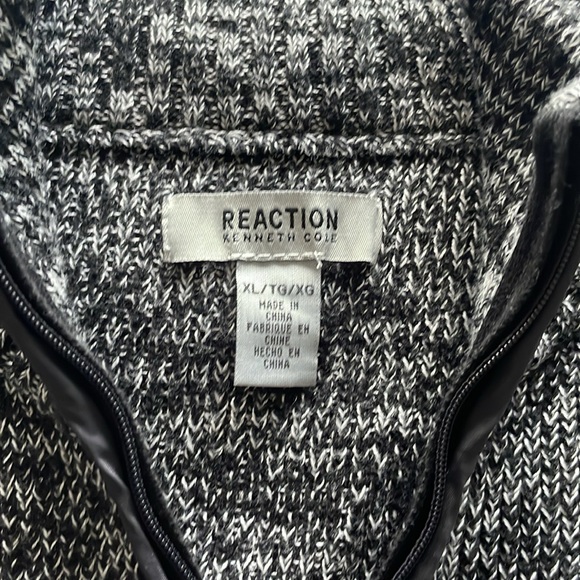 REACTION
KENNETH COLE
XL/TG/XG
MADE IN
CHINA
FABRIQUE EN
CHINE
HECHO EN
CHINA